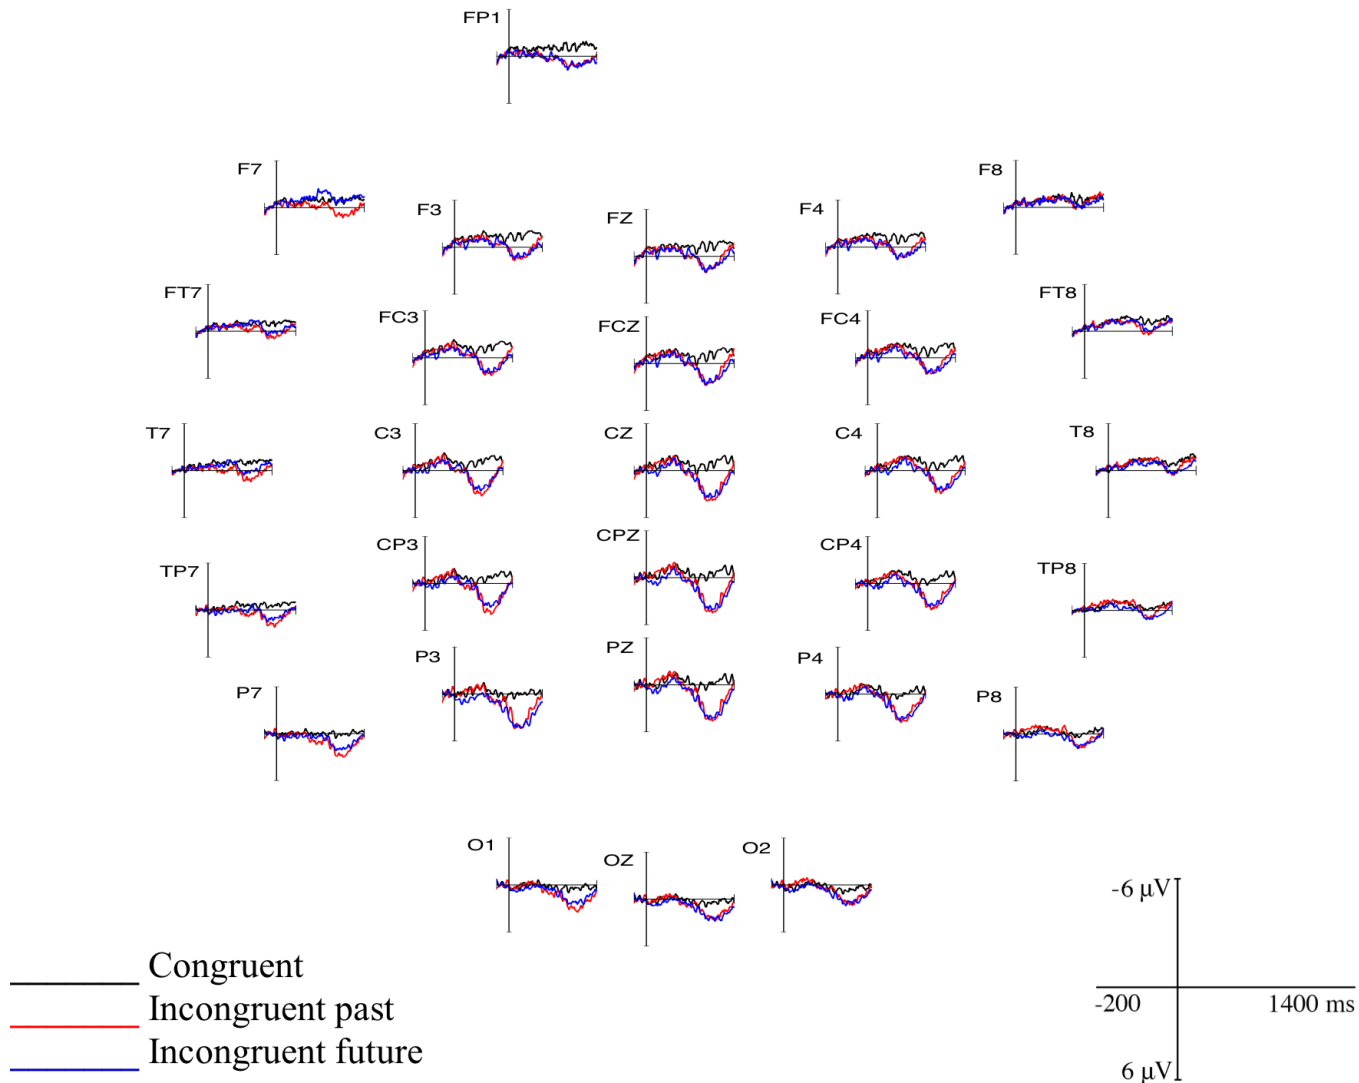 FP1
F7
F8
F3
FZ
F4
FT7
FT8
FC3
FCZ
FC4
T7
C3
CZ
C4
T8
CP3
CPZ
CP4
TP7
TP8
P3
PZ
P4
P7
P8
O1
OZ
O2
-6 µV
Congruent
-200 1400 ms
Incongruent past
Incongruent future
6 µV